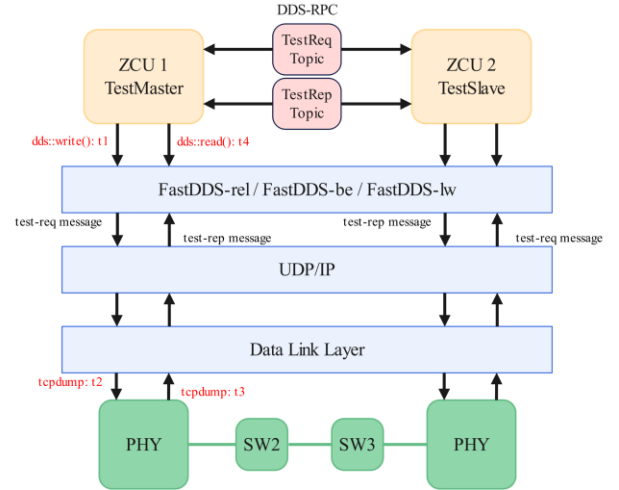 DDS-RPC
ZCU 1
TestMaster
TestReq
Topic
TestRep
Topic
ZCU 2
TestSlave
dds::write(): t1
dds::read(): t4
FastDDS-rel / FastDDS-be / FastDDS-lw
test-req message
test-rep message
test-rep message
test-req message
UDP/IP
Data Link Layer
tcpdump: t2
tcpdump: t3
PHY
SW2
SW3
PHY